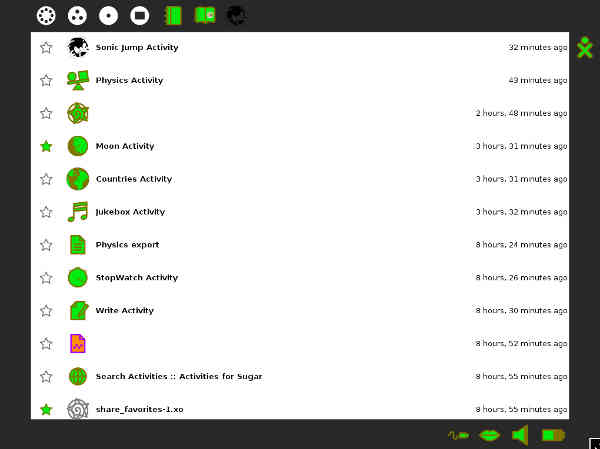 Sonic Jump Activity 32 minutes ago
Physics Activity 49 minutes ago
2 hours, 48 minutes ago
Moon Activity 3 hours, 31 minutes ago
Countries Activity 3 hours, 31 minutes ago
Jukebox Activity 3 hours, 32 minutes ago
Physics export 8 hours, 24 minutes ago
StopWatch Activity 8 hours, 26 minutes ago
Write Activity 8 hours, 30 minutes ago
8 hours, 52 minutes ago
Search Activities :: Activities for Sugar 8 hours, 55 minutes ago
share_favorites-1.xo 8 hours, 55 minutes ago